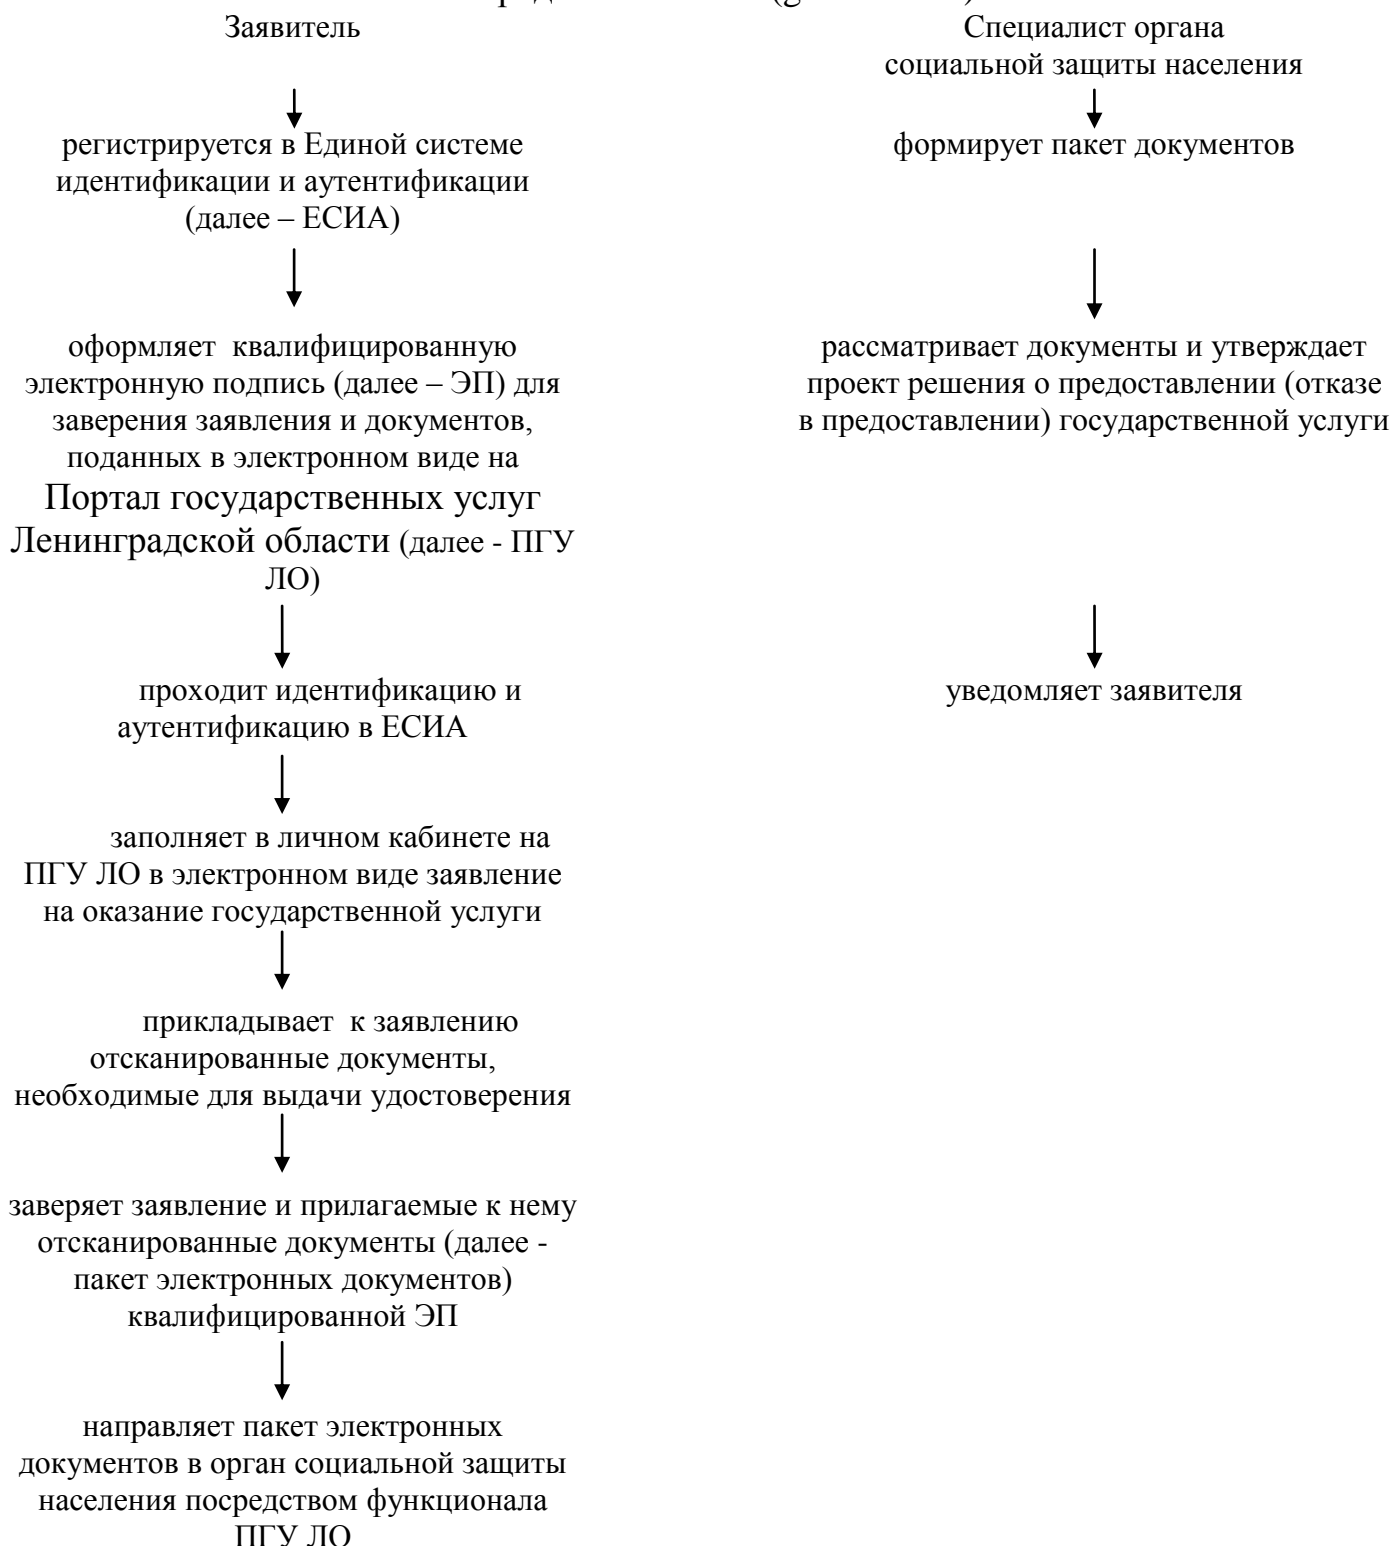 Заявитель
регистрируется в Единой системе
идентификации и аутентификации
(далее – ЕСИА)
оформляет квалифицированную
электронную подпись (далее – ЭП) для
заверения заявления и документов,
поданных в электронном виде на
Портал государственных услуг
Ленинградской области (далее - ПГУ
ЛО)
проходит идентификацию и
аутентификацию в ЕСИА
заполняет в личном кабинете на
ПГУ ЛО в электронном виде заявление
на оказание государственной услуги
прикладывает к заявлению
отсканированные документы,
необходимые для выдачи удостоверения
заверяет заявление и прилагаемые к нему
отсканированные документы (далее -
пакет электронных документов)
квалифицированной ЭП
направляет пакет электронных
документов в орган социальной защиты
населения посредством функционала
ПГУ ЛО
Специалист органа
социальной защиты населения
формирует пакет документов
рассматривает документы и утверждает
проект решения о предоставлении (отказе
в предоставлении) государственной услуги
уведомляет заявителя